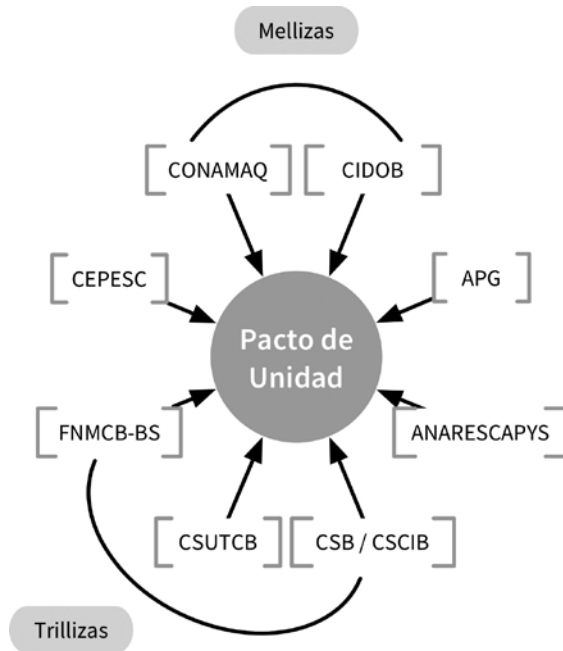 Mellizas
CONAMAQ
CIDOB
CEPESC
APG
Pacto de
Unidad
FNMCB-BS
ANARESCAPYS
CSUTCB
CSB / CSCIB
Trillizas